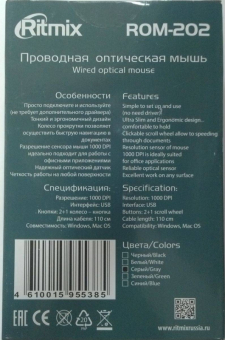 Ritmix ROM-202
Проводная оптическая мышь
Wired optical mouse
Особенности
Просто подключите и используйте
(не требует дополнительного драйвера)
Тонкий и эргономичный дизайн
Колесо прокрутки позволяет
осуществлять быструю навигацию в
документах
Разрешение сенсора мыши 1000 DPI
идеально подходит для работы с
офисными приложениями
Надежный оптический датчик
Четкость работы на любой поверхности
Features
Simple to set up and use
(no need driver)
Ultra Slim and Ergonomic design,
comfortable to hold
Clickable scroll wheel allow to speeding
through documents
Resolution sensor of mouse
1000 DPI is ideally suited
for office applications
Reliable optical sensor
Excellent work on any surface
Спецификация:
Разрешение: 1000 DPI
Интерфейс: USB
Кнопки: 2+1 колесо - кнопка
Длина кабеля: 110 см
Совместимость: Windows, Mac OS
Specification:
Resolution: 1000 DPI
Interface: USB
Buttons: 2+1 scroll wheel
Cable length: 110 cm
Compatible: Windows, Mac OS
Цвета/Colors
Черный/Black
Белый/White
Серый/Gray
Зеленый/Green
Синий/Blue
4 610015 955385
www.ritmixrussia.ru